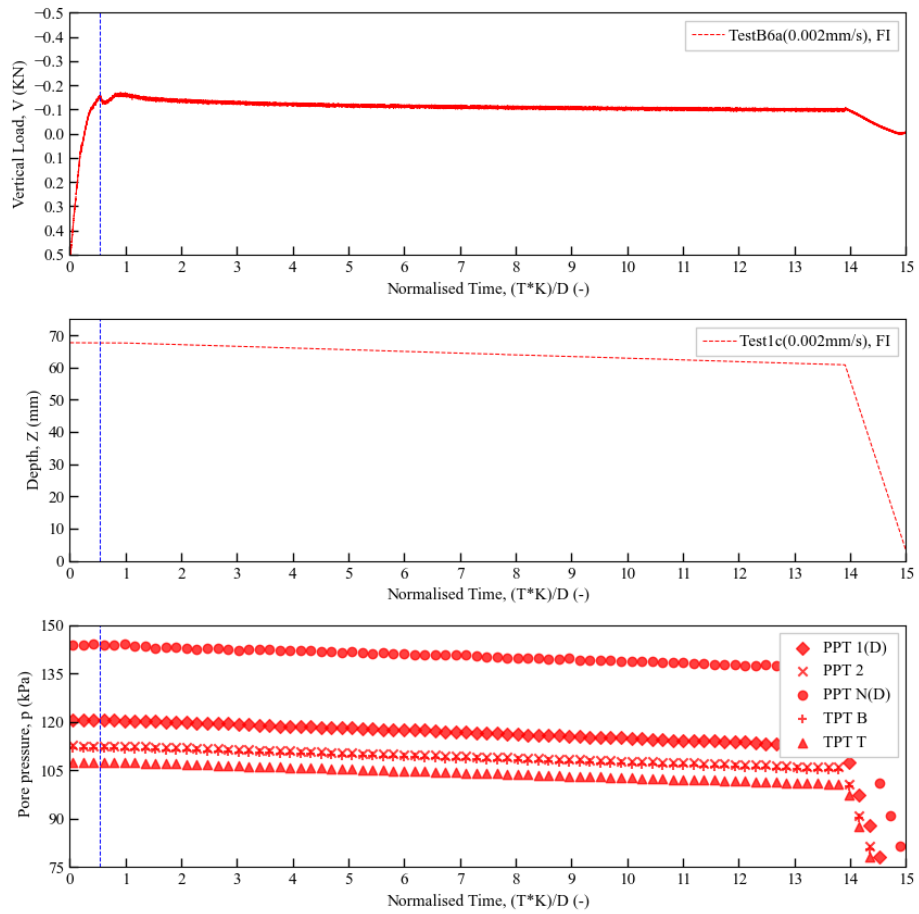 −0.5
−0.4
−0.3
−0.2
−0.1
0.0
0.1
0.2
0.3
0.4
0.5
Vertical Load, V (KN)
TestB6a(0.002mm/s), FI
0 1 2 3 4 5 6 7 8 9 10 11 12 13 14 15
Normalised Time, (T*K)/D (-)
70
60
50
40
30
20
10
0
Depth, Z (mm)
Test1c(0.002mm/s), FI
0 1 2 3 4 5 6 7 8 9 10 11 12 13 14 15
Normalised Time, (T*K)/D (-)
150
135
120
105
90
75
Pore pressure, p (kPa)
PPT 1(D)
PPT 2
PPT N(D)
TPT B
TPT T
0 1 2 3 4 5 6 7 8 9 10 11 12 13 14 15
Normalised Time, (T*K)/D (-)